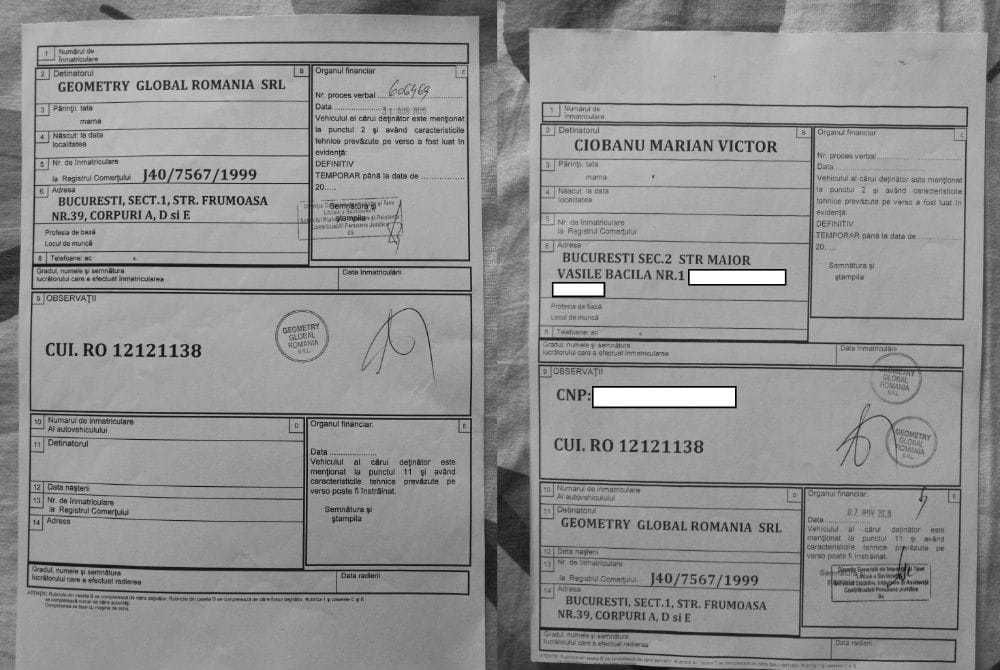 1 Numărul de
înmatriculare
2 Deținătorul B
GEOMETRY GLOBAL ROMANIA SRL
3 Părinții: tata
mama
4 Născut: la data
localitatea
5 Nr. de înmatriculare
la Registrul Comerțului J40/7567/1999
6 Adresa
BUCURESTI, SECT.1, STR. FRUMOASA
NR.39, CORPURI A, D si E
Profesia de bază
Locul de muncă
8 Telefoane: ac
Organul financiar
Nr. proces verbal 606969
Data
Vehiculul al cărui deținător este menționat
la punctul 2 și având caracteristicile
tehnice prevăzute pe verso a fost luat în
evidență:
DEFINITIV
TEMPORAR până la data de
20.....
Semnătura și
ștampila
Gradul, numele și semnătura
lucrătorului care a efectuat înmatricularea
Data înmatriculării
9 OBSERVAȚII
CUI. RO 12121138
GEOMETRY
GLOBAL
ROMANIA
S.R.L.
10 Numarul de inmatriculare
Al autovehiculului D
11 Detinatorul
12 Data nașterii
13 Nr. de înmatriculare
la Registrul Comerțului
14 Adresa
Organul financiar. E
Data
Vehiculul al cărui deținător este
menționat la punctul 11 și având
caracteristicile tehnice prevăzute pe
verso poate fi înstrăinat.
Semnătura și
ștampila
Gradul, numele și semnătura
lucrătorului care a efectuat radierea
Data radierii
1 Numărul de
înmatriculare
2 Deținătorul B
CIOBANU MARIAN VICTOR
3 Părinții: tata
mama
4 Născut: la data
localitatea
5 Nr. de înmatriculare
la Registrul Comerțului
6 Adresa
BUCURESTI SEC.2 STR MAIOR
VASILE BACILA NR.1
Profesia de bază
Locul de muncă
8 Telefoane: ac
Organul financiar C
Nr. proces verbal
Data
Vehiculul al cărui deținător este menționat
la punctul 2 și având caracteristicile
tehnice prevăzute pe verso a fost luat în
evidență:
DEFINITIV
TEMPORAR până la data de
20.....
Semnătura și
ștampila
Gradul, numele și semnătura
lucrătorului care a efectuat înmatricularea
Data înmatriculării
9 OBSERVAȚII
CNP:
CUI. RO 12121138
GEOMETRY
GLOBAL
ROMANIA
S.R.L.
GEOMETRY
GLOBAL
ROMANIA
S.R.L.
10 Numarul de inmatriculare
Al autovehiculului D
11 Detinatorul
GEOMETRY GLOBAL ROMANIA SRL
12 Data nașterii
13 Nr. de înmatriculare
la Registrul Comerțului J40/7567/1999
14 Adresa
BUCURESTI, SECT.1, STR. FRUMOASA
NR.39, CORPURI A, D si E
Organul financiar. E
Data
Vehiculul al cărui deținător este
menționat la punctul 11 și având
caracteristicile tehnice prevăzute pe
verso poate fi înstrăinat.
Gradul, numele și semnătura
lucrătorului care a efectuat radierea
Data radierii